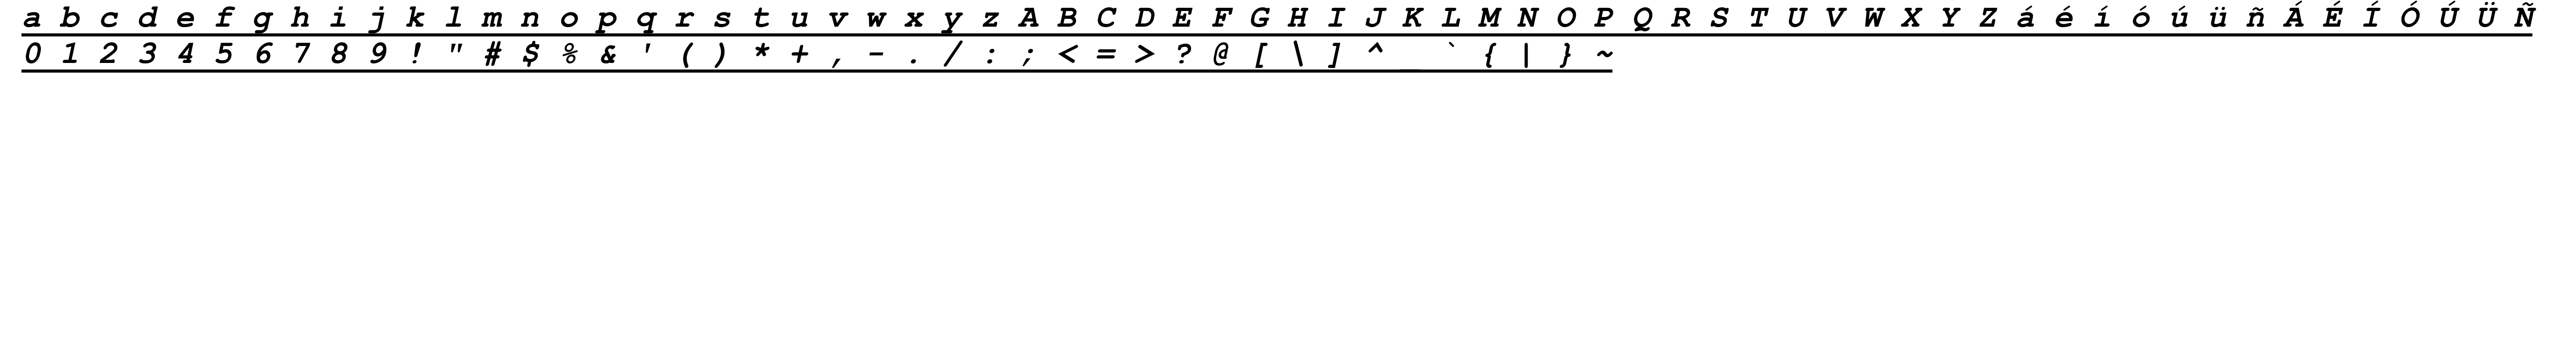 a b c d e f g h i j k l m n o p q r s t u v w x y z A B C D E F G H I J K L M N O P Q R S T U V W X Y Z á é í ó ú ü ñ Á É Í Ó Ú Ü Ñ
0 1 2 3 4 5 6 7 8 9 ! " # $ % & ' ( ) * + , - . / : ; < = > ? @ [ \ ] ^ _ ` { | } ~